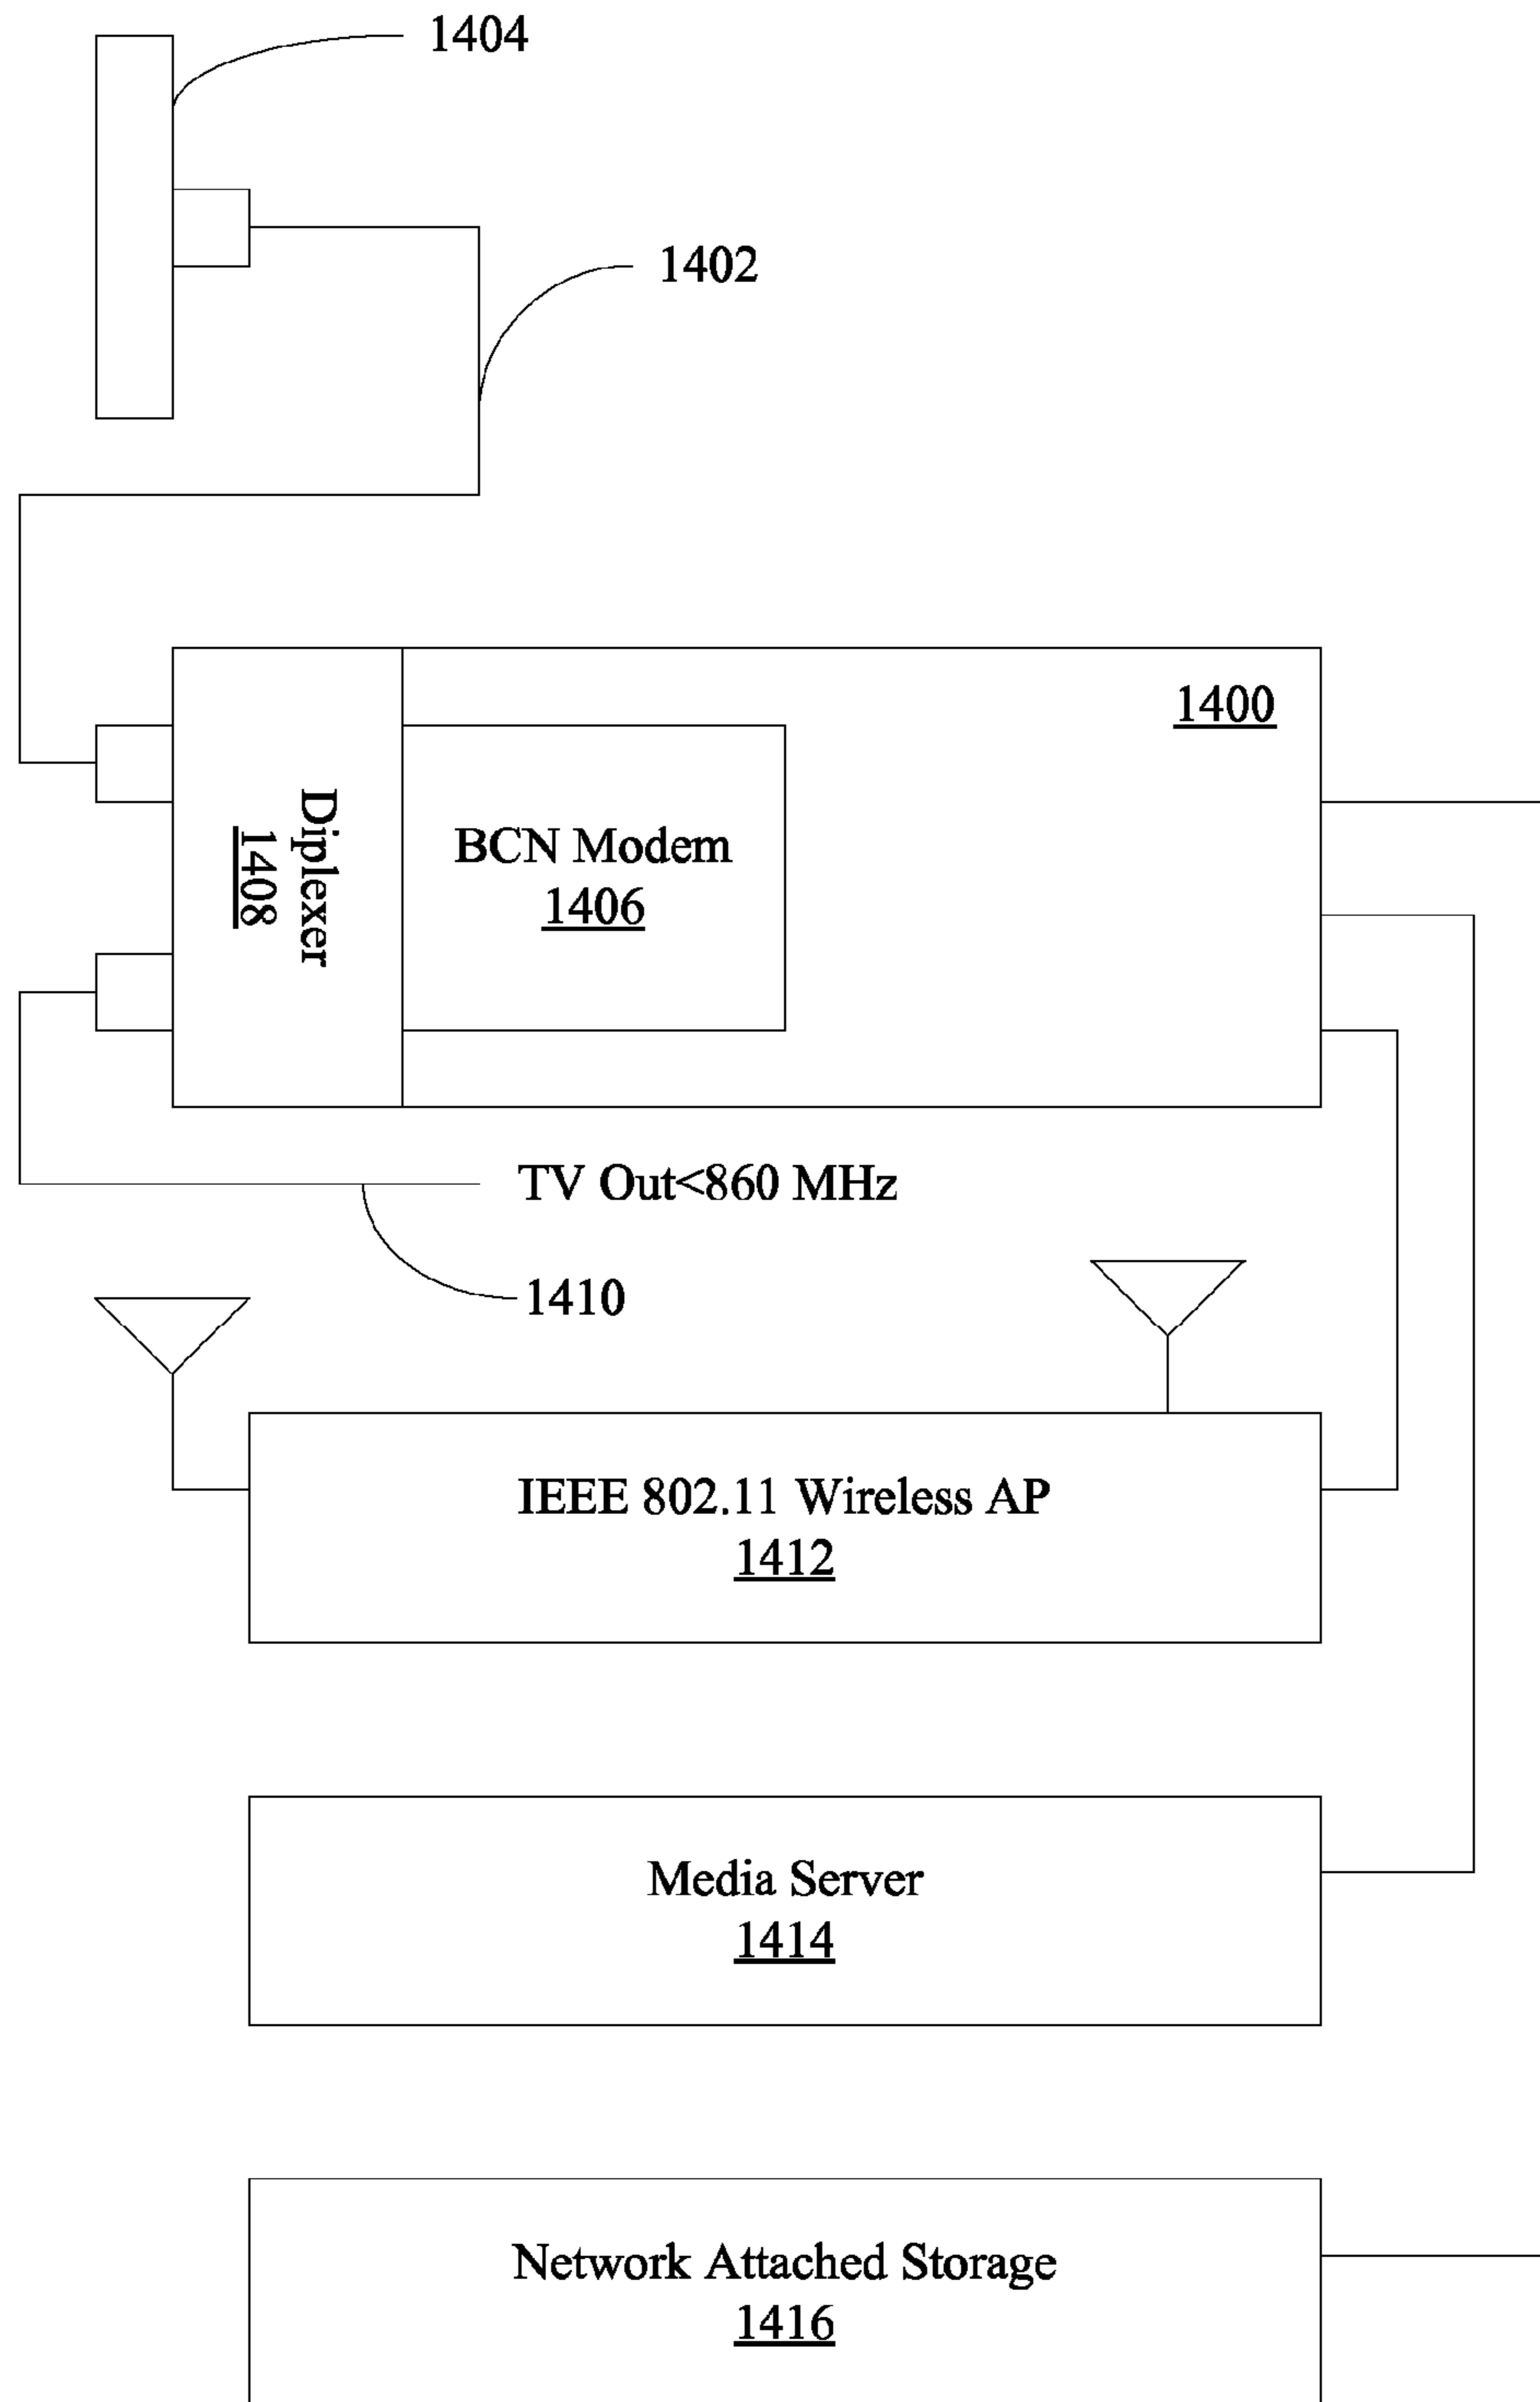 1404
1402
1400
Diplexer
1408
BCN Modem
1406
TV Out<860 MHz
1410
IEEE 802.11 Wireless AP
1412
Media Server
1414
Network Attached Storage
1416